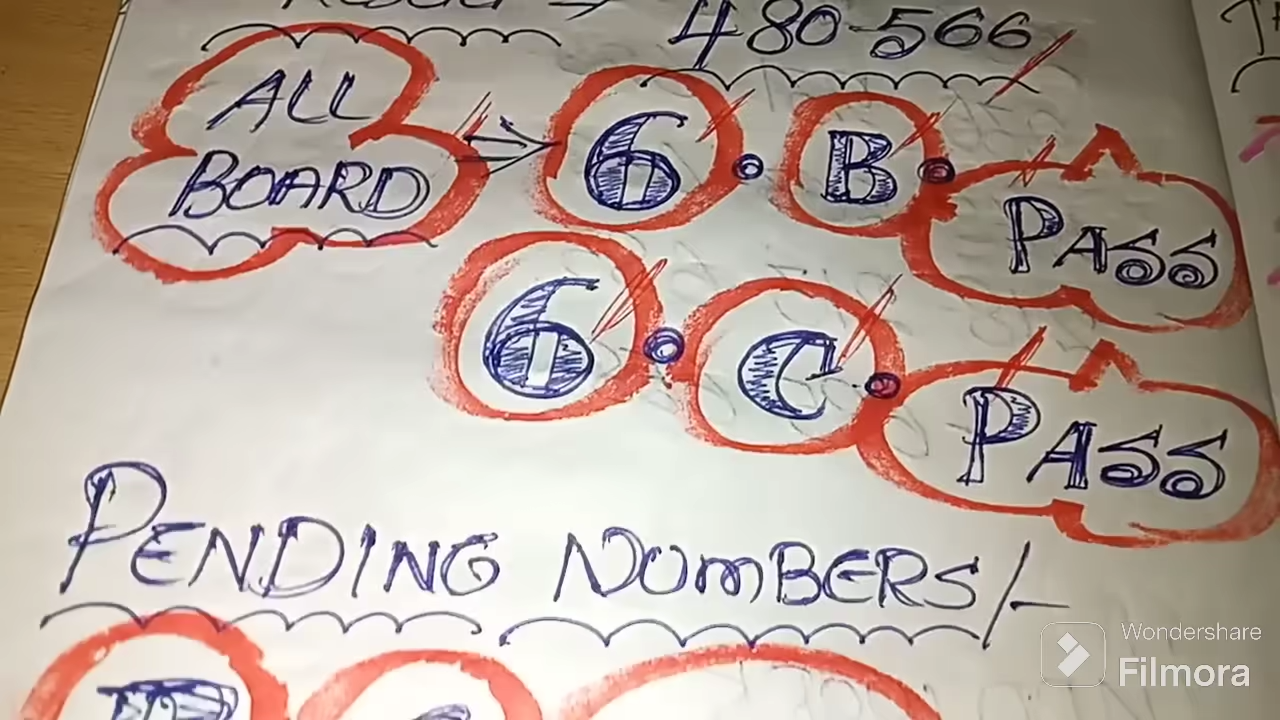 480-566
ALL BOARD ⇒ 6.B. PASS
6.C. PASS
PENDING NUMBERS/-
Wondershare
Filmora